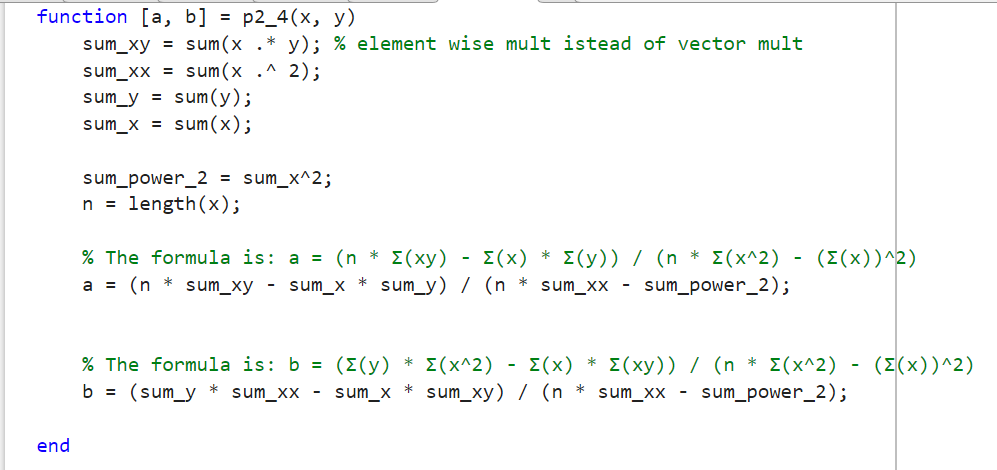 function [a, b] = p2_4(x, y)
sum_xy = sum(x .* y); % element wise mult istead of vector mult
sum_xx = sum(x .^ 2);
sum_y = sum(y);
sum_x = sum(x);
sum_power_2 = sum_x^2;
n = length(x);
% The formula is: a = (n * Σ(xy) - Σ(x) * Σ(y)) / (n * Σ(x^2) - (Σ(x))^2)
a = (n * sum_xy - sum_x * sum_y) / (n * sum_xx - sum_power_2);
% The formula is: b = (Σ(y) * Σ(x^2) - Σ(x) * Σ(xy)) / (n * Σ(x^2) - (Σ(x))^2)
b = (sum_y * sum_xx - sum_x * sum_xy) / (n * sum_xx - sum_power_2);
end